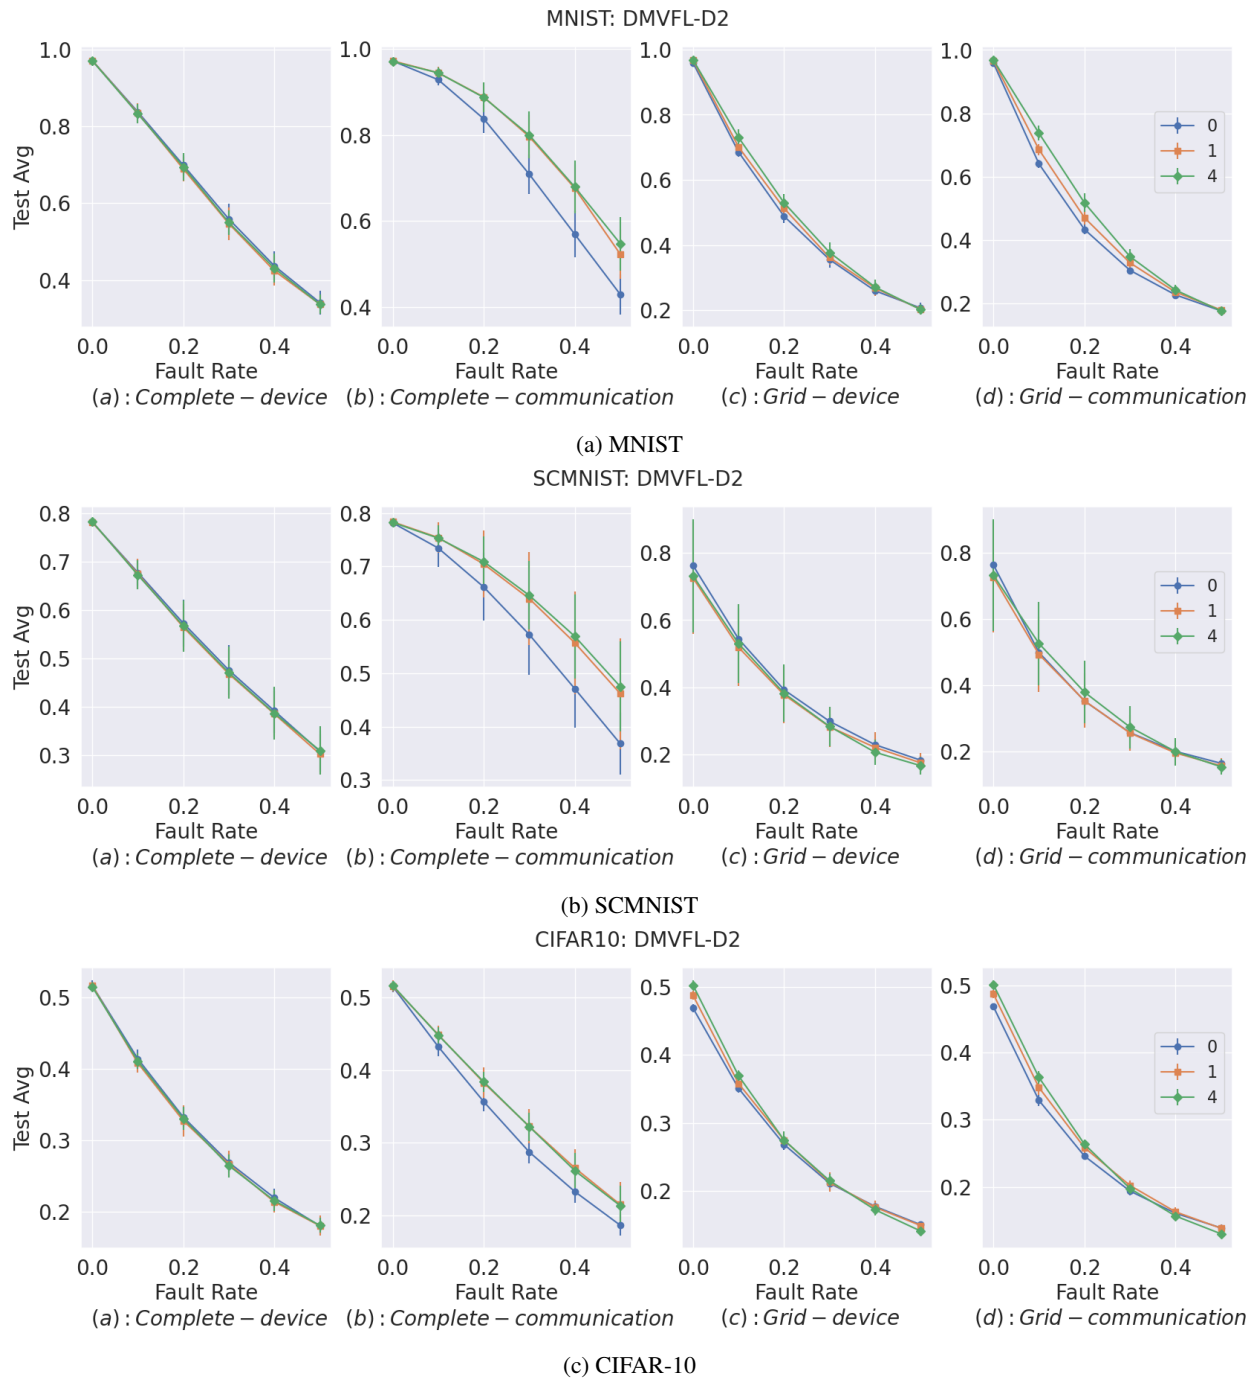 MNIST: DMVFL-D2
1.0
0.8
0.6
0.4
Test Avg
0.0 0.2 0.4
Fault Rate
(a) : Complete − device
1.0
0.8
0.6
0.4
0.0 0.2 0.4
Fault Rate
(b) : Complete − communication
1.0
0.8
0.6
0.4
0.2
0.0 0.2 0.4
Fault Rate
(c) : Grid − device
1.0
0.8
0.6
0.4
0.2
0
1
4
0.0 0.2 0.4
Fault Rate
(d) : Grid − communication
(a) MNIST
SCMNIST: DMVFL-D2
0.8
0.7
0.6
0.5
0.4
0.3
Test Avg
0.0 0.2 0.4
Fault Rate
(a) : Complete − device
0.8
0.7
0.6
0.5
0.4
0.3
0.0 0.2 0.4
Fault Rate
(b) : Complete − communication
0.8
0.6
0.4
0.2
0.0 0.2 0.4
Fault Rate
(c) : Grid − device
0.8
0.6
0.4
0.2
0
1
4
0.0 0.2 0.4
Fault Rate
(d) : Grid − communication
(b) SCMNIST
CIFAR10: DMVFL-D2
0.5
0.4
0.3
0.2
Test Avg
0.0 0.2 0.4
Fault Rate
(a) : Complete − device
0.5
0.4
0.3
0.2
0.0 0.2 0.4
Fault Rate
(b) : Complete − communication
0.5
0.4
0.3
0.2
0.0 0.2 0.4
Fault Rate
(c) : Grid − device
0.5
0.4
0.3
0.2
0
1
4
0.0 0.2 0.4
Fault Rate
(d) : Grid − communication
(c) CIFAR-10